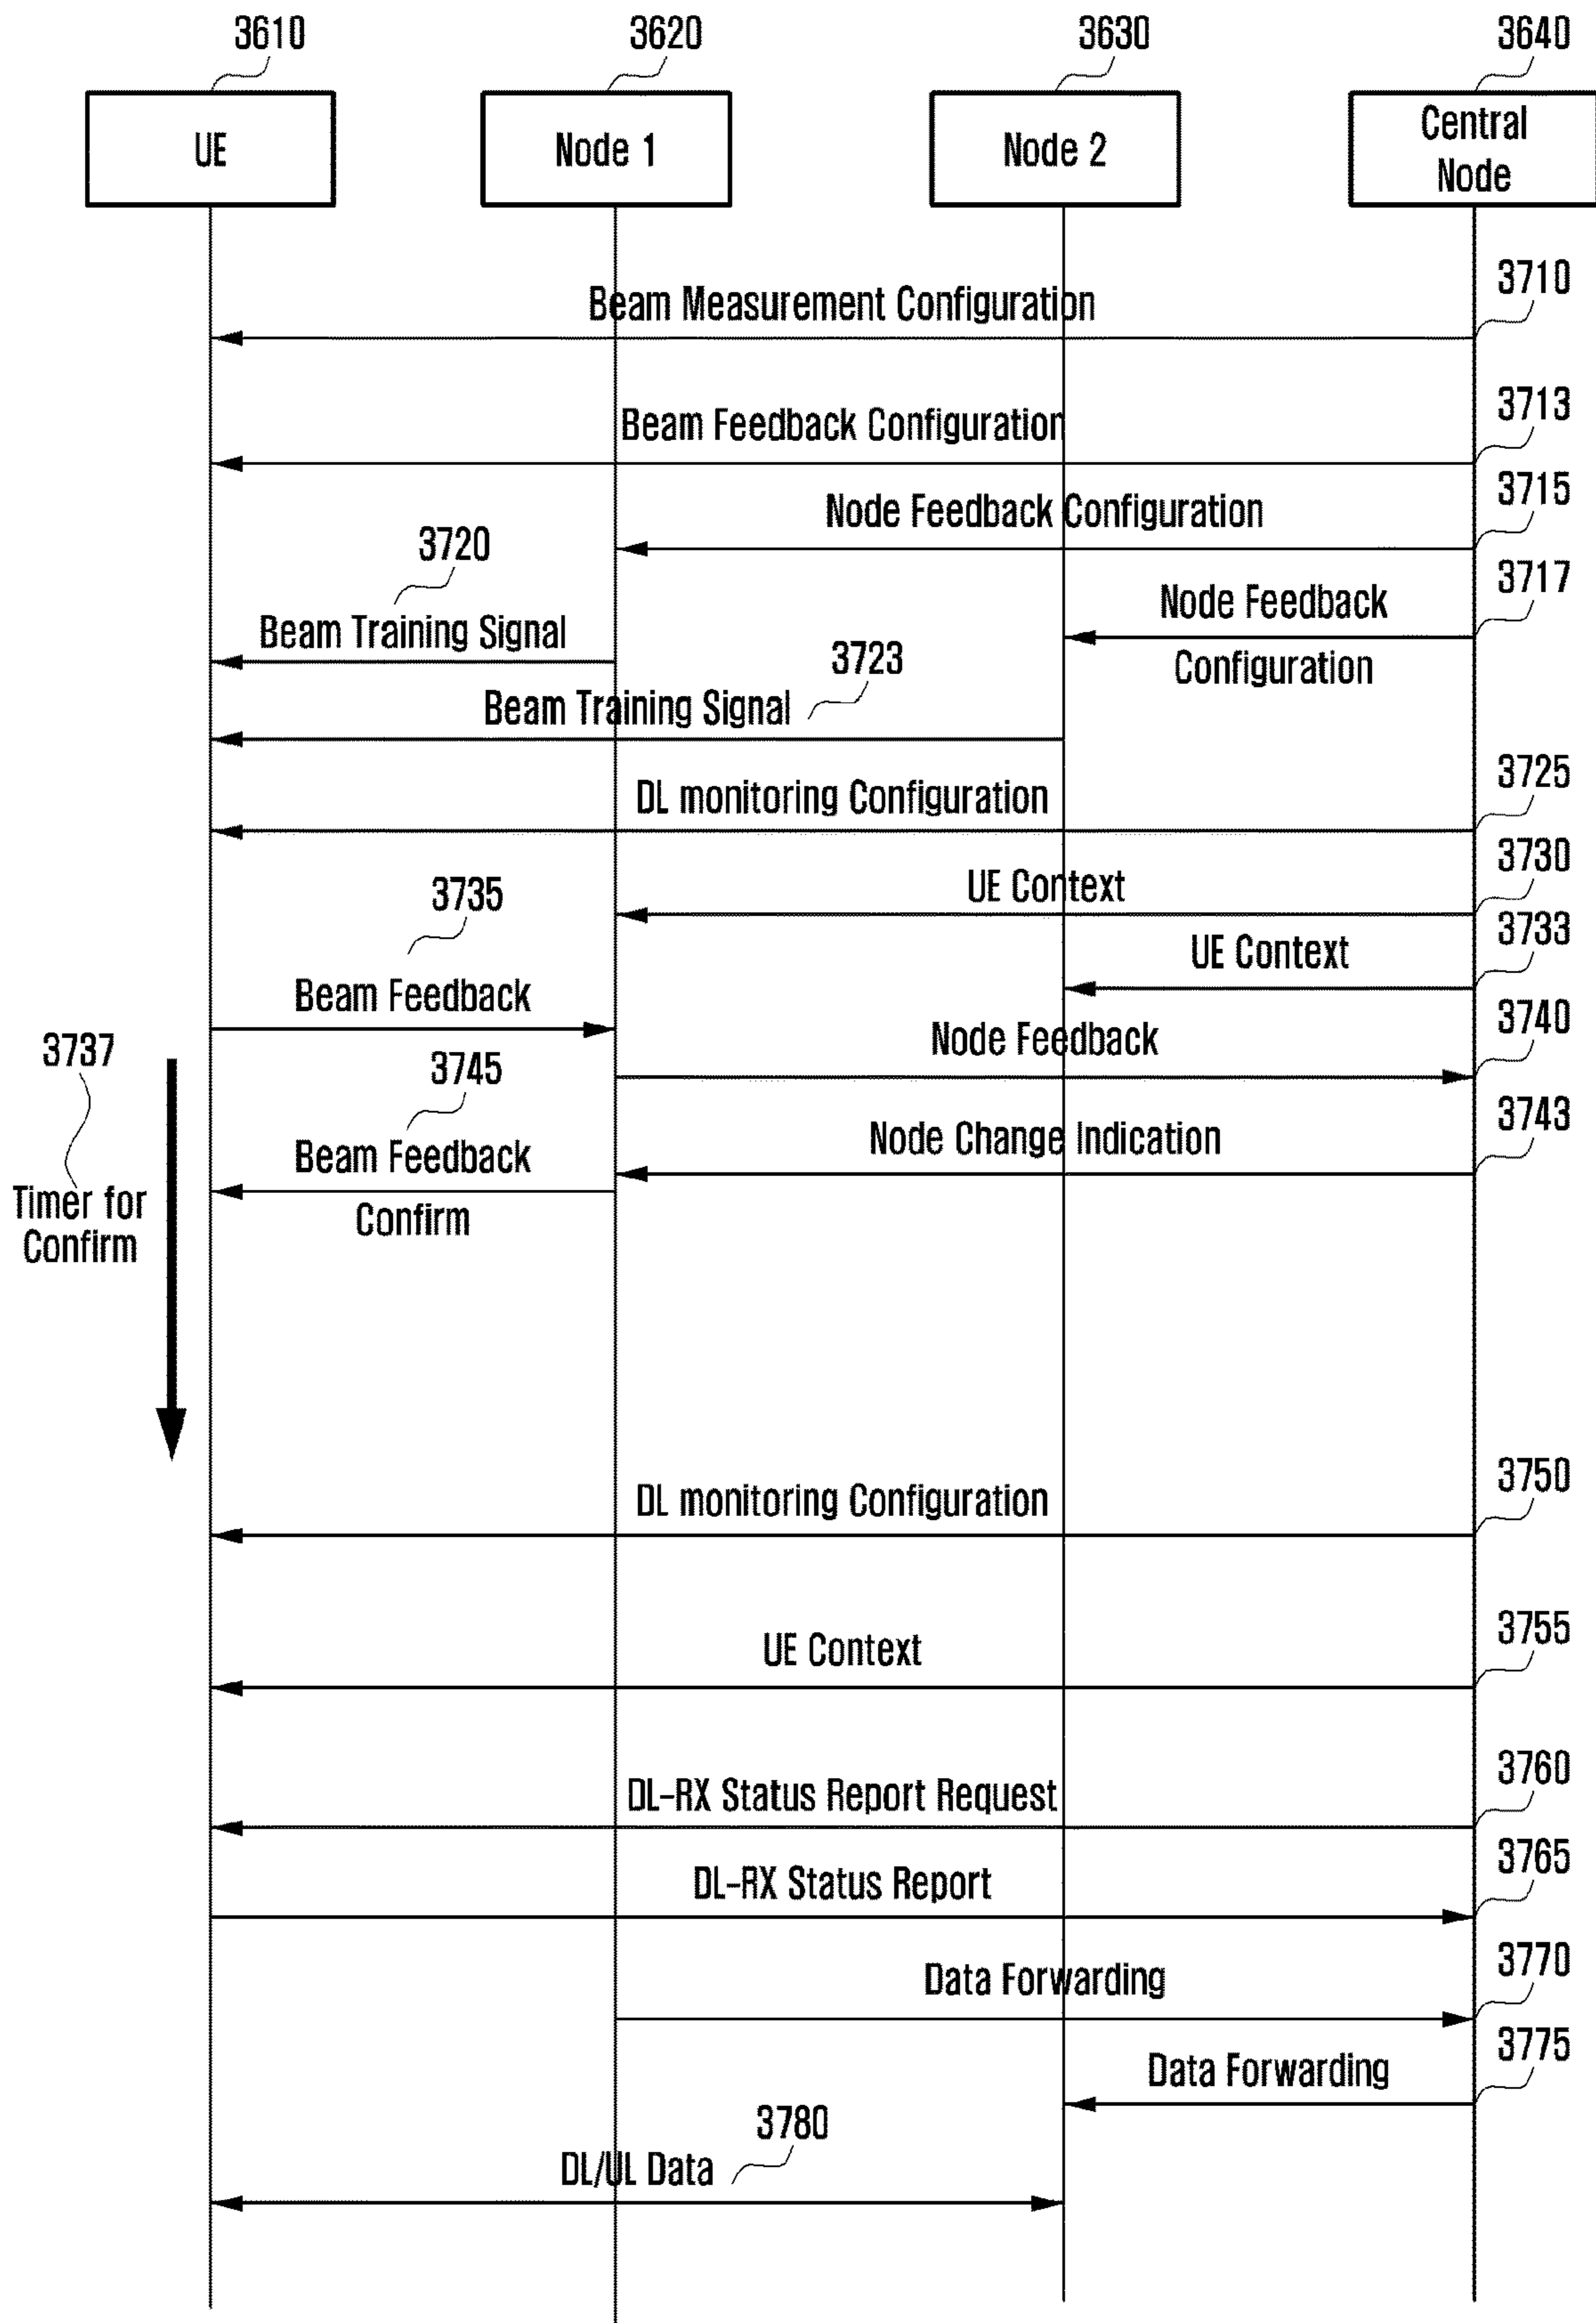 3610
3620
3630
3640
UE
Node 1
Node 2
Central
Node
3710
Beam Measurement Configuration
3713
Beam Feedback Configuration
3715
Node Feedback Configuration
3720
3717
Node Feedback
Configuration
Beam Training Signal
3723
Beam Training Signal
3725
DL monitoring Configuration
3730
UE Context
3735
3733
UE Context
Beam Feedback
3740
Node Feedback
3737
Timer for
Confirm
3745
3743
Node Change Indication
Beam Feedback
Confirm
3750
DL monitoring Configuration
3755
UE Context
3760
DL-RX Status Report Request
3765
DL-RX Status Report
3770
Data Forwarding
3775
Data Forwarding
3780
DL/UL Data